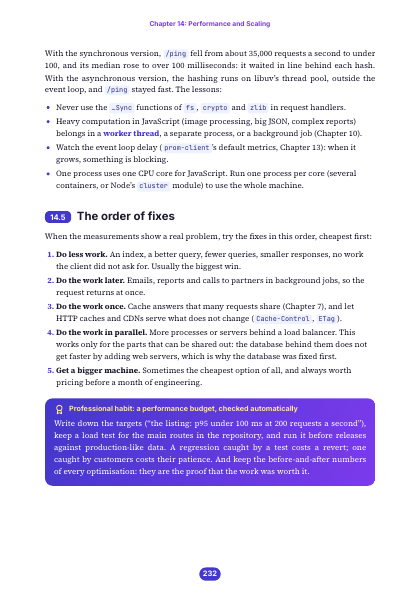 Chapter 14: Performance and Scaling
With the synchronous version, /ping fell from about 35,000 requests a second to under
100, and its median rose to over 100 milliseconds: it waited in line behind each hash.
With the asynchronous version, the hashing runs on libuv's thread pool, outside the
event loop, and /ping stayed fast. The lessons:
• Never use the …Sync functions of fs, crypto and zlib in request handlers.
• Heavy computation in JavaScript (image processing, big JSON, complex reports)
belongs in a worker thread, a separate process, or a background job (Chapter 10).
• Watch the event loop delay (prom-client's default metrics, Chapter 13): when it
grows, something is blocking.
• One process uses one CPU core for JavaScript. Run one process per core (several
containers, or Node's cluster module) to use the whole machine.
14.5 The order of fixes
When the measurements show a real problem, try the fixes in this order, cheapest first:
1. Do less work. An index, a better query, fewer queries, smaller responses, no work
the client did not ask for. Usually the biggest win.
2. Do the work later. Emails, reports and calls to partners in background jobs, so the
request returns at once.
3. Do the work once. Cache answers that many requests share (Chapter 7), and let
HTTP caches and CDNs serve what does not change (Cache-Control, ETag).
4. Do the work in parallel. More processes or servers behind a load balancer. This
works only for the parts that can be shared out: the database behind them does not
get faster by adding web servers, which is why the database was fixed first.
5. Get a bigger machine. Sometimes the cheapest option of all, and always worth
pricing before a month of engineering.
Professional habit: a performance budget, checked automatically
Write down the targets (“the listing: p95 under 100 ms at 200 requests a second”),
keep a load test for the main routes in the repository, and run it before releases
against production-like data. A regression caught by a test costs a revert; one
caught by customers costs their patience. And keep the before-and-after numbers
of every optimisation: they are the proof that the work was worth it.
232